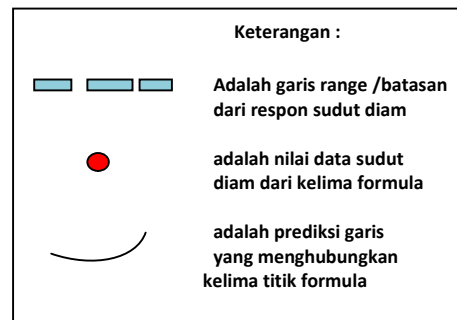 Keterangan :
Adalah garis range /batasan
dari respon sudut diam
adalah nilai data sudut
diam dari kelima formula
adalah prediksi garis
yang menghubungkan
kelima titik formula